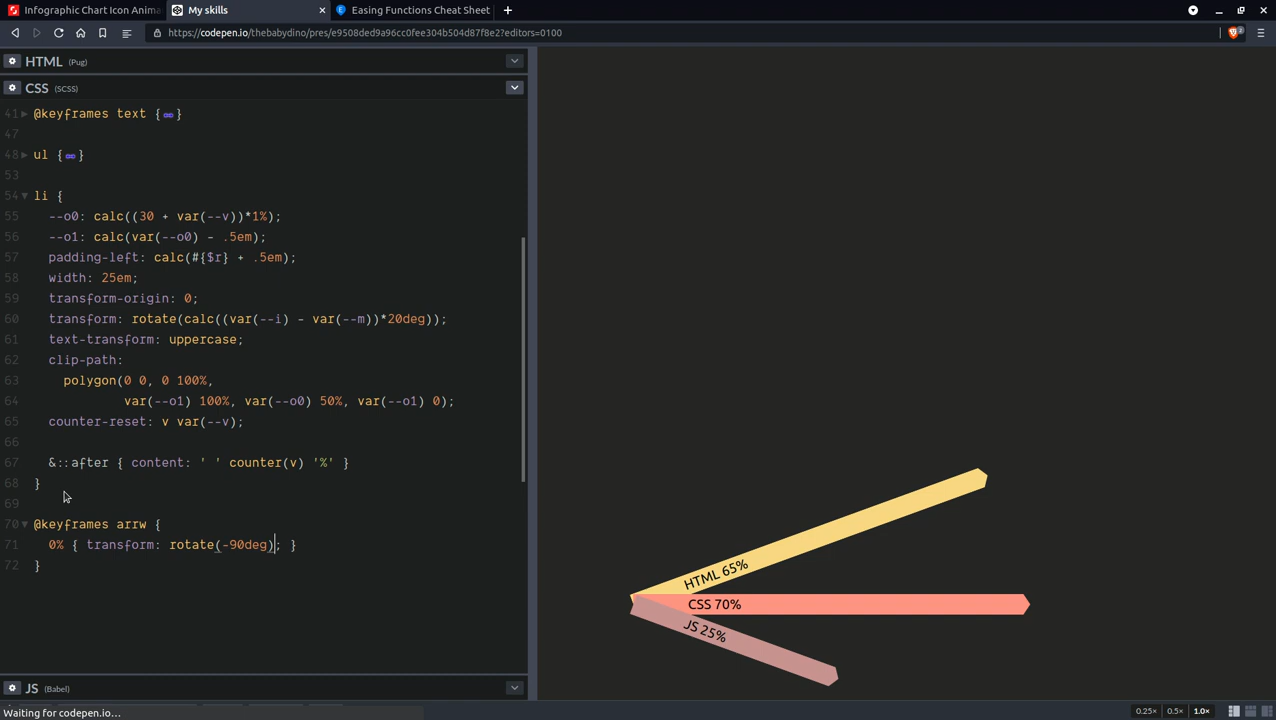 Infographic Chart Icon Anima
My skills
Easing Functions Cheat Sheet
https://codepen.io/thebabydino/pres/e9508ded9a96cc0fee304b504d87f8e2?editors=0100
2
HTML (Pug)
CSS (SCSS)
41 @keyframes text {↔}
47
48 ul {↔}
53
54 li {
55 --o0: calc((30 + var(--v))*1%);
56 --o1: calc(var(--o0) - .5em);
57 padding-left: calc(#{$r} + .5em);
58 width: 25em;
59 transform-origin: 0;
60 transform: rotate(calc((var(--i) - var(--m))*20deg));
61 text-transform: uppercase;
62 clip-path:
63 polygon(0 0, 0 100%,
64 var(--o1) 100%, var(--o0) 50%, var(--o1) 0);
65 counter-reset: v var(--v);
66
67 &::after { content: ' ' counter(v) '%' }
68 }
69
70 @keyframes arrw {
71 0% { transform: rotate(-90deg); }
72 }
HTML 65%
CSS 70%
JS 25%
JS (Babel)
Waiting for codepen.io…
0.25× 0.5× 1.0×